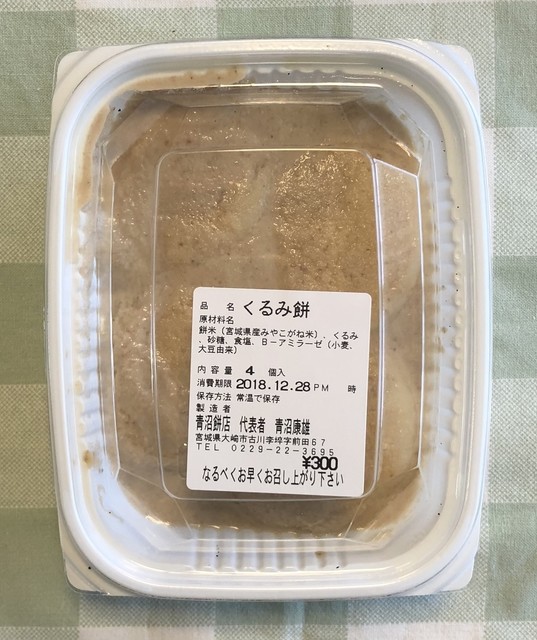 品　名 くるみ餅
原材料名
餅米（宮城県産みやこがね米）、くるみ
、砂糖，食塩、Ｂ－アミラーゼ（小麦、
大豆由来）
内 容 量 ４ 個入
消費期限 2018.12.28 PM 時
保存方法 常温で保存
製 造 者
青沼餅店　代表者　青沼康雄
宮城県大崎市古川李埣字前田６７
ＴＥＬ ０２２９－２２－３６９５
¥300
なるべくお早くお召し上がり下さい